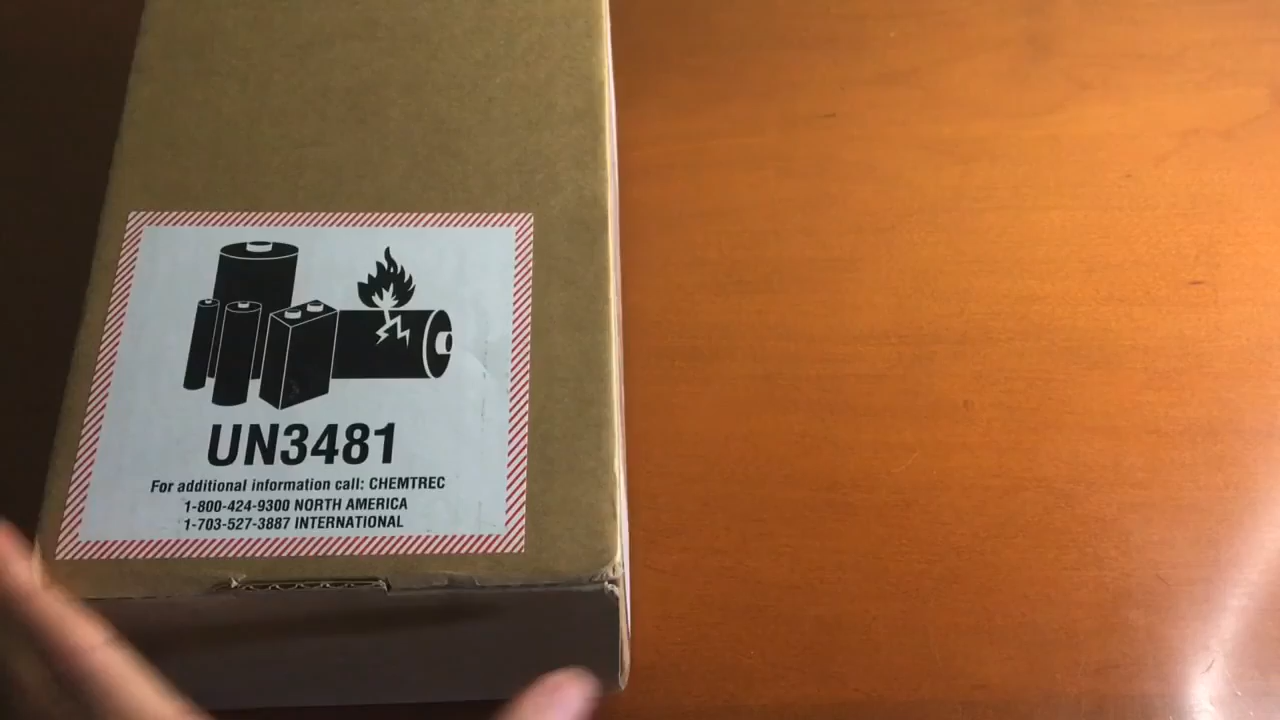 UN3481
For additional information call: CHEMTREC
1-800-424-9300 NORTH AMERICA
1-703-527-3887 INTERNATIONAL